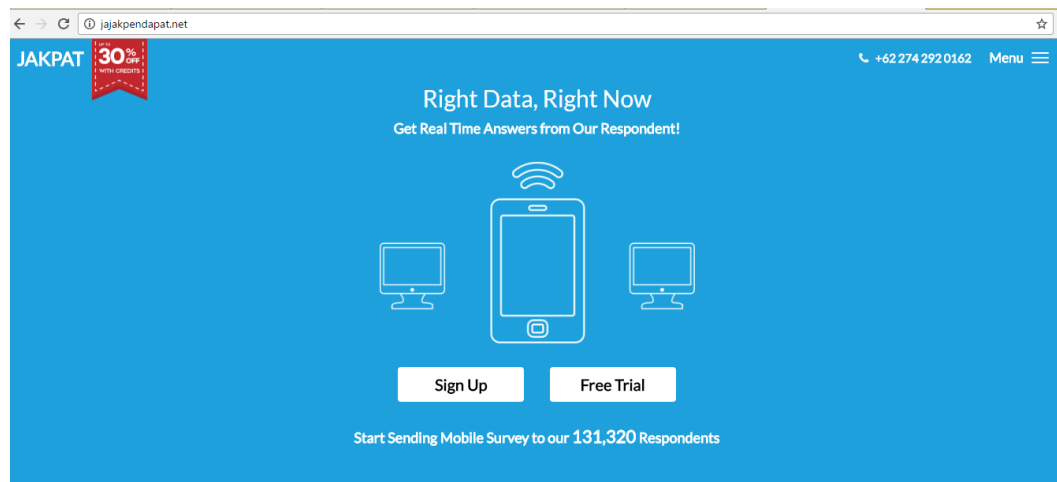 jajakpendapat.net
JAKPAT
UP TO
30% OFF
WITH CREDITS
+62 274 292 0162
Menu
Right Data, Right Now
Get Real Time Answers from Our Respondent!
Sign Up
Free Trial
Start Sending Mobile Survey to our 131,320 Respondents